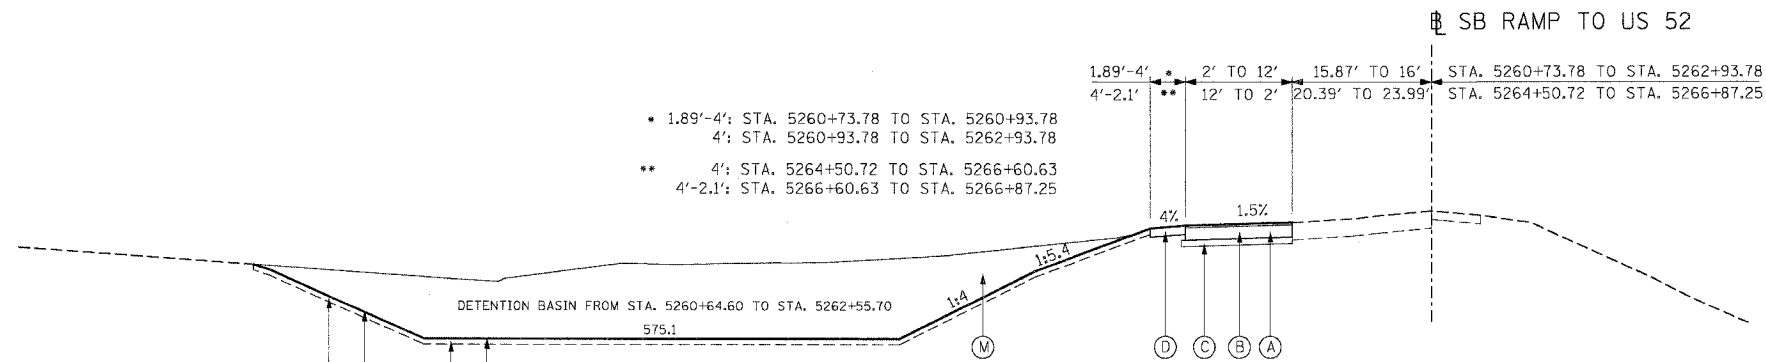 ℄ SB RAMP TO US 52
1.89'-4' * 2' TO 12' 15.87' TO 16' STA. 5260+73.78 TO STA. 5262+93.78
4'-2.1' ** 12' TO 2' 20.39' TO 23.99' STA. 5264+50.72 TO STA. 5266+87.25
* 1.89'-4': STA. 5260+73.78 TO STA. 5260+93.78
4': STA. 5260+93.78 TO STA. 5262+93.78
** 4': STA. 5264+50.72 TO STA. 5266+60.63
4'-2.1': STA. 5266+60.63 TO STA. 5266+87.25
4% 1.5%
1:5.4
1:4
DETENTION BASIN FROM STA. 5260+64.60 TO STA. 5262+55.70
575.1
M D C B A